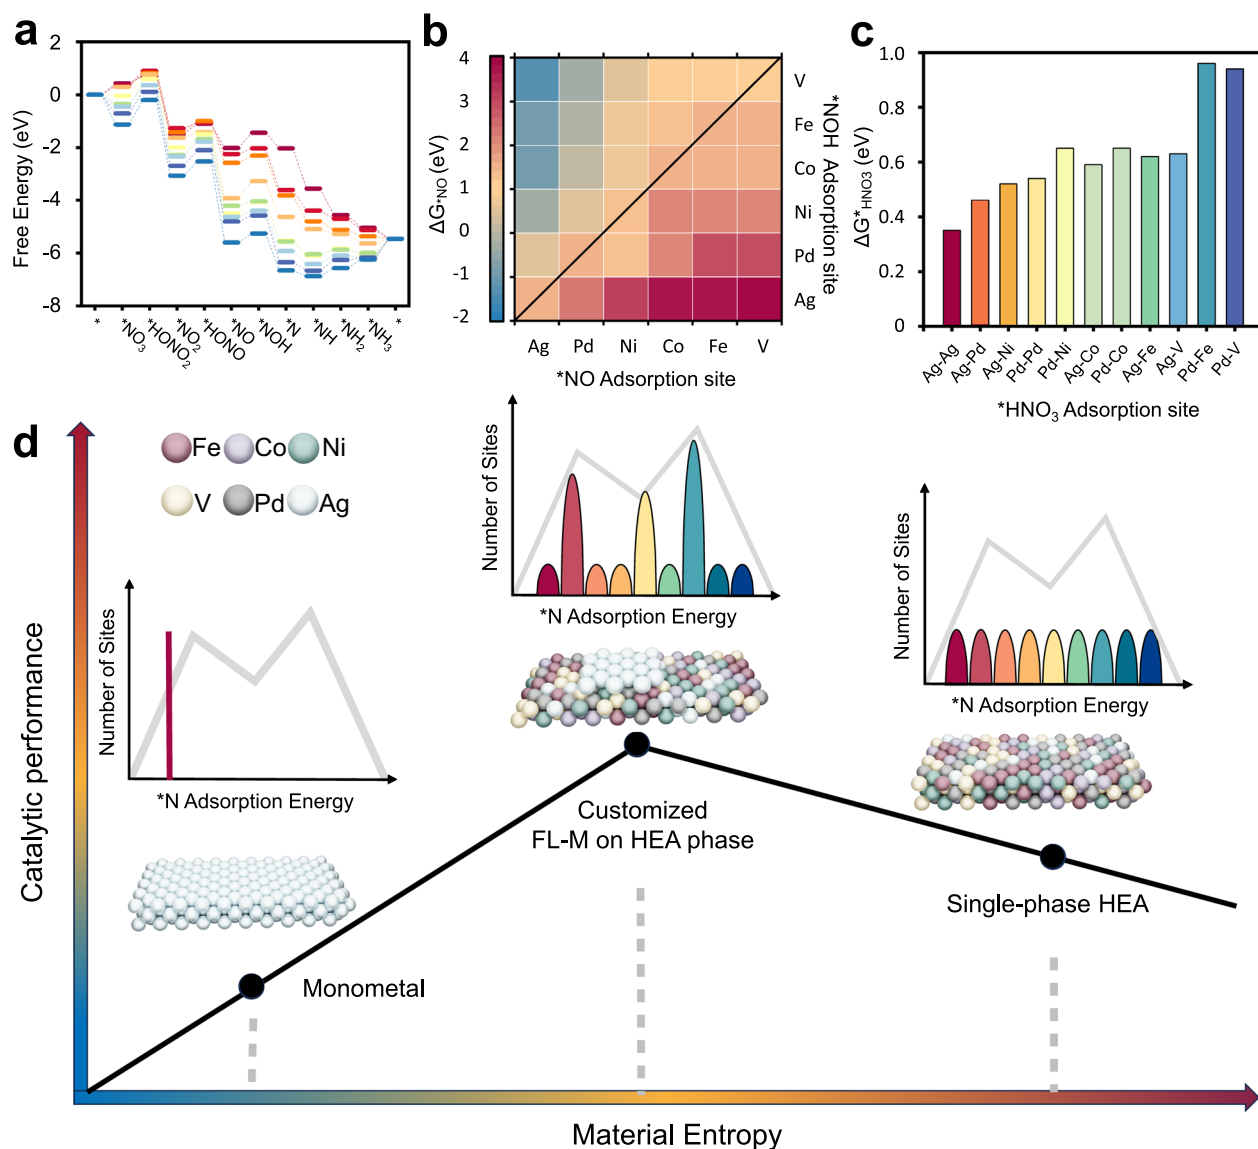 a
2
0
-2
-4
-6
-8
Free Energy (eV)
*
*NO3
*HONO2
*NO2
*HONO
*NO
*NOH
*N
*NH
*NH2
*NH3
*
b
4
3
2
1
0
-1
-2
ΔG*NO (eV)
V
Fe
Co
Ni
Pd
Ag
*NOH Adsorption site
Ag Pd Ni Co Fe V
*NO Adsorption site
c
1.0
0.8
0.6
0.4
0.2
0
ΔG*HNO3 (eV)
Ag-Ag
Ag-Pd
Ag-Ni
Pd-Pd
Pd-Ni
Ag-Co
Pd-Co
Ag-Fe
Ag-V
Pd-Fe
Pd-V
*HNO3 Adsorption site
d
Fe Co Ni
V Pd Ag
Number of Sites
*N Adsorption Energy
Number of Sites
*N Adsorption Energy
Number of Sites
*N Adsorption Energy
Catalytic performance
Customized
FL-M on HEA phase
Single-phase HEA
Monometal
Material Entropy